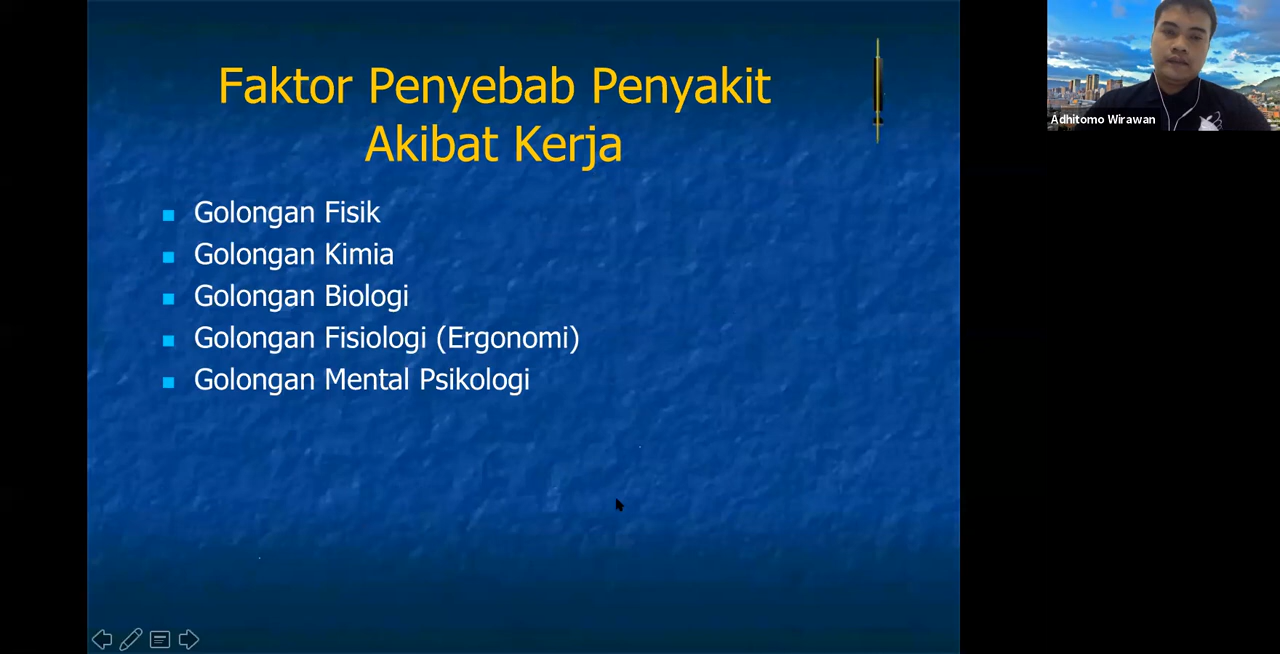 Faktor Penyebab Penyakit
Akibat Kerja
Golongan Fisik
Golongan Kimia
Golongan Biologi
Golongan Fisiologi (Ergonomi)
Golongan Mental Psikologi
Adhitomo Wirawan